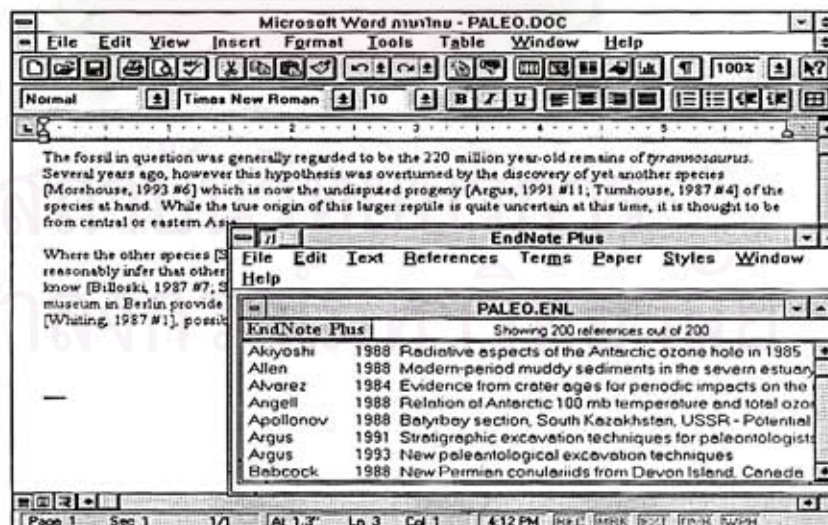 Microsoft Word ภาษาไทย - PALEO.DOC
File Edit View Insert Format Tools Table Window Help
100%
Normal Times New Roman 10 B I U
1 2 3 4 5
The fossil in question was generally regarded to be the 220 million year-old remains of tyrannosaurus.
Several years ago, however this hypothesis was overturned by the discovery of yet another species
[Morehouse, 1993 #6] which is now the undisputed progeny [Argus, 1991 #11; Turnhouse, 1987 #4] of the
species at hand. While the true origin of this larger reptile is quite uncertain at this time, it is thought to be
from central or eastern Asia
Where the other species [S
reasonably infer that other
know [Billoski, 1987 #7; S
museum in Berlin provide
[Whiting, 1987 #1], possib
EndNote Plus
File Edit Text References Terms Paper Styles Window
Help
PALEO.ENL
EndNote Plus Showing 200 references out of 200
Akiyoshi 1988 Radiative aspects of the Antarctic ozone hole in 1985
Allen 1988 Modern-period muddy sediments in the severn estuary
Alvarez 1984 Evidence from crater ages for periodic impacts on the
Angell 1988 Relation of Antarctic 100 mb temperature and total ozo
Apollonov 1988 Batyrbay section, South Kazakhstan, USSR - Potential
Argus 1991 Stratigraphic excavation techniques for paleontologists
Argus 1993 New paleantological excavation techniques
Babcock 1988 New Permian conulariids from Devon Island, Canada
Page 1 Sec 1 1/1 At 1.3" Ln 3 Col 1 4:12 PM REC MRK EXT OVR WPH